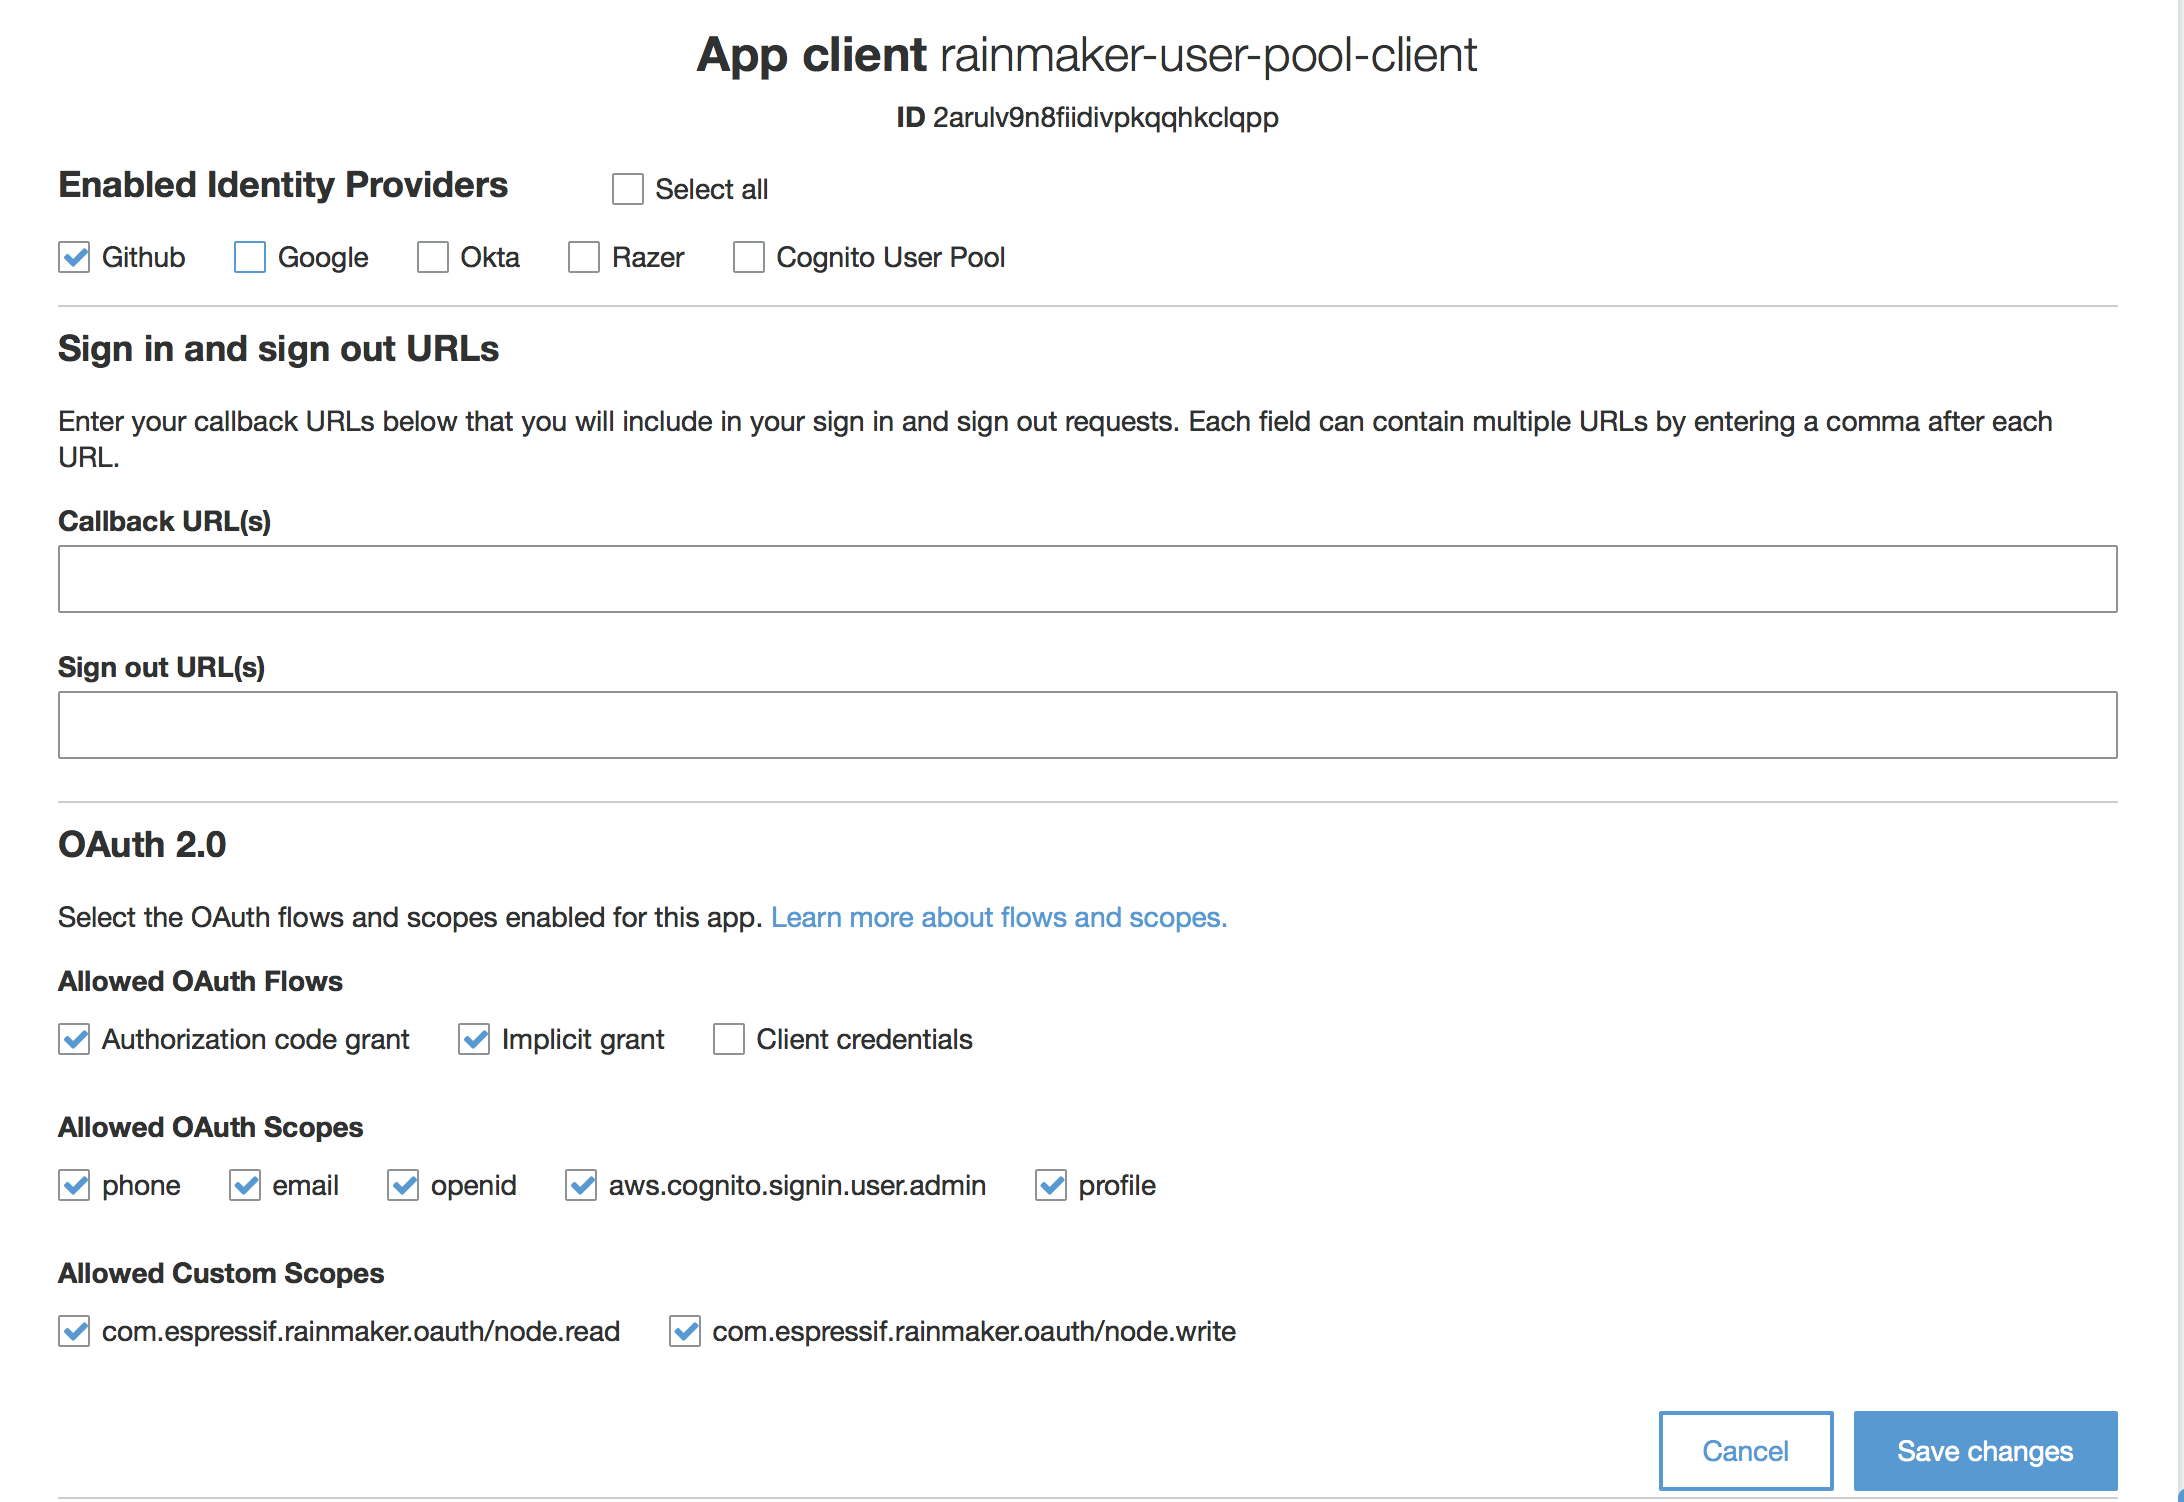 App client rainmaker-user-pool-client
ID 2arulv9n8fiidivpkqqhkclqpp
Enabled Identity Providers Select all
Github Google Okta Razer Cognito User Pool
Sign in and sign out URLs
Enter your callback URLs below that you will include in your sign in and sign out requests. Each field can contain multiple URLs by entering a comma after each
URL.
Callback URL(s)
Sign out URL(s)
OAuth 2.0
Select the OAuth flows and scopes enabled for this app. Learn more about flows and scopes.
Allowed OAuth Flows
Authorization code grant Implicit grant Client credentials
Allowed OAuth Scopes
phone email openid aws.cognito.signin.user.admin profile
Allowed Custom Scopes
com.espressif.rainmaker.oauth/node.read com.espressif.rainmaker.oauth/node.write
Cancel Save changes